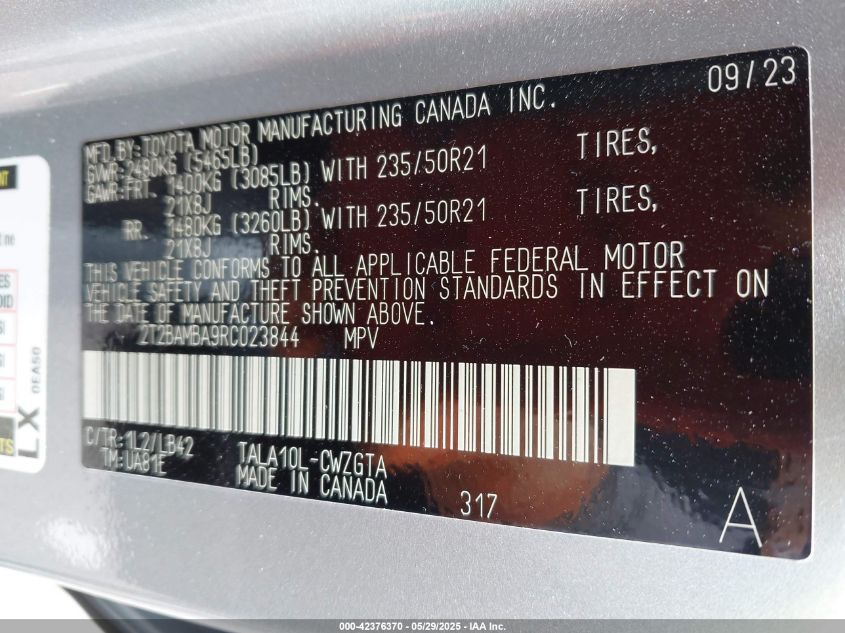 09/23
MFD.BY:TOYOTA MOTOR MANUFACTURING CANADA INC.
GVWR:2480KG (5465LB)
GAWR:FRT. 1400KG (3085LB) WITH 235/50R21 TIRES,
21X8J RIMS.
RR. 1480KG (3260LB) WITH 235/50R21 TIRES,
21X8J RIMS.
THIS VEHICLE CONFORMS TO ALL APPLICABLE FEDERAL MOTOR
VEHICLE SAFETY AND THEFT PREVENTION STANDARDS IN EFFECT ON
THE DATE OF MANUFACTURE SHOWN ABOVE.
2T2BAMBA9RC023844 MPV
C/TR:1L2/LB42
TM:UA81E
TALA10L-CWZGTA
MADE IN CANADA
317
A
LX
0EA50
000-42376370 - 05/29/2025 - IAA Inc.